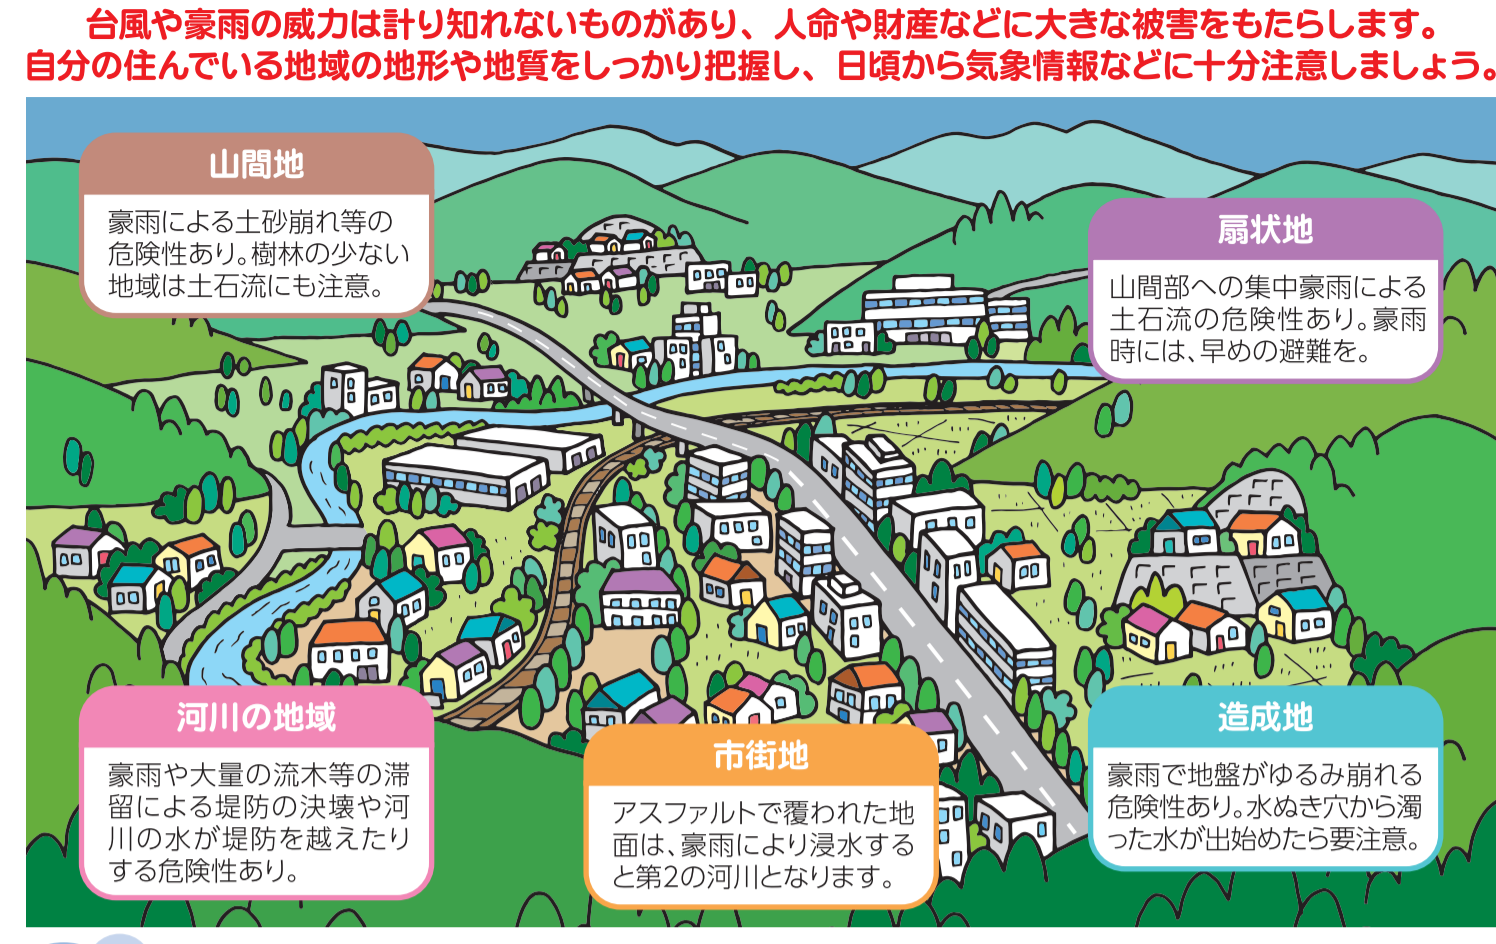 台風や豪雨の威力は計り知れないものがあり、人命や財産などに大きな被害をもたらします。
自分の住んでいる地域の地形や地質をしっかり把握し、日頃から気象情報などに十分注意しましょう。
山間地
豪雨による土砂崩れ等の
危険性あり。樹林の少ない
地域は土石流にも注意。
扇状地
山間部への集中豪雨による
土石流の危険性あり。豪雨
時には、早めの避難を。
河川の地域
豪雨や大量の流木等の滞
留による堤防の決壊や河
川の水が堤防を越えたり
する危険性あり。
市街地
アスファルトで覆われた地
面は、豪雨により浸水する
と第2の河川となります。
造成地
豪雨で地盤がゆるみ崩れる
危険性あり。水ぬき穴から濁
った水が出始めたら要注意。